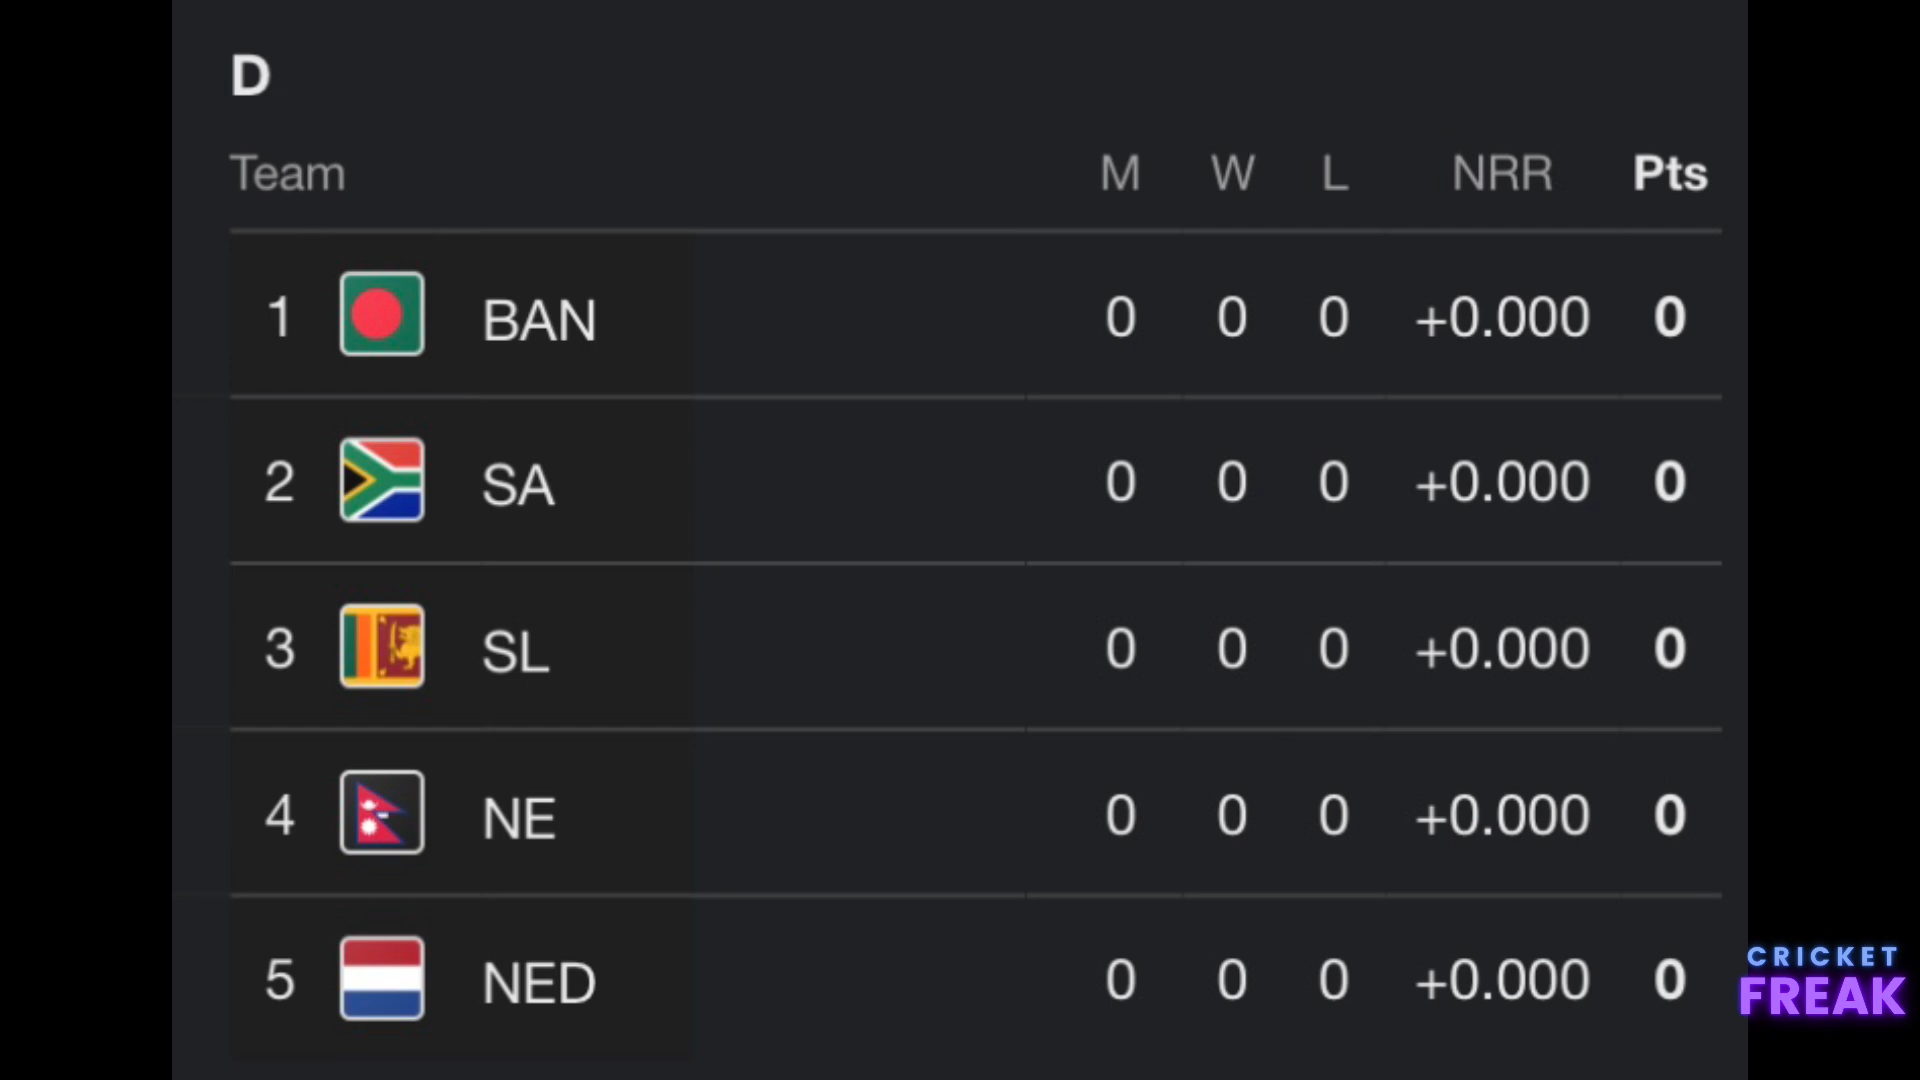 D
Team M W L NRR Pts
1 BAN 0 0 0 +0.000 0
2 SA 0 0 0 +0.000 0
3 SL 0 0 0 +0.000 0
4 NE 0 0 0 +0.000 0
5 NED 0 0 0 +0.000 0
CRICKET
FREAK